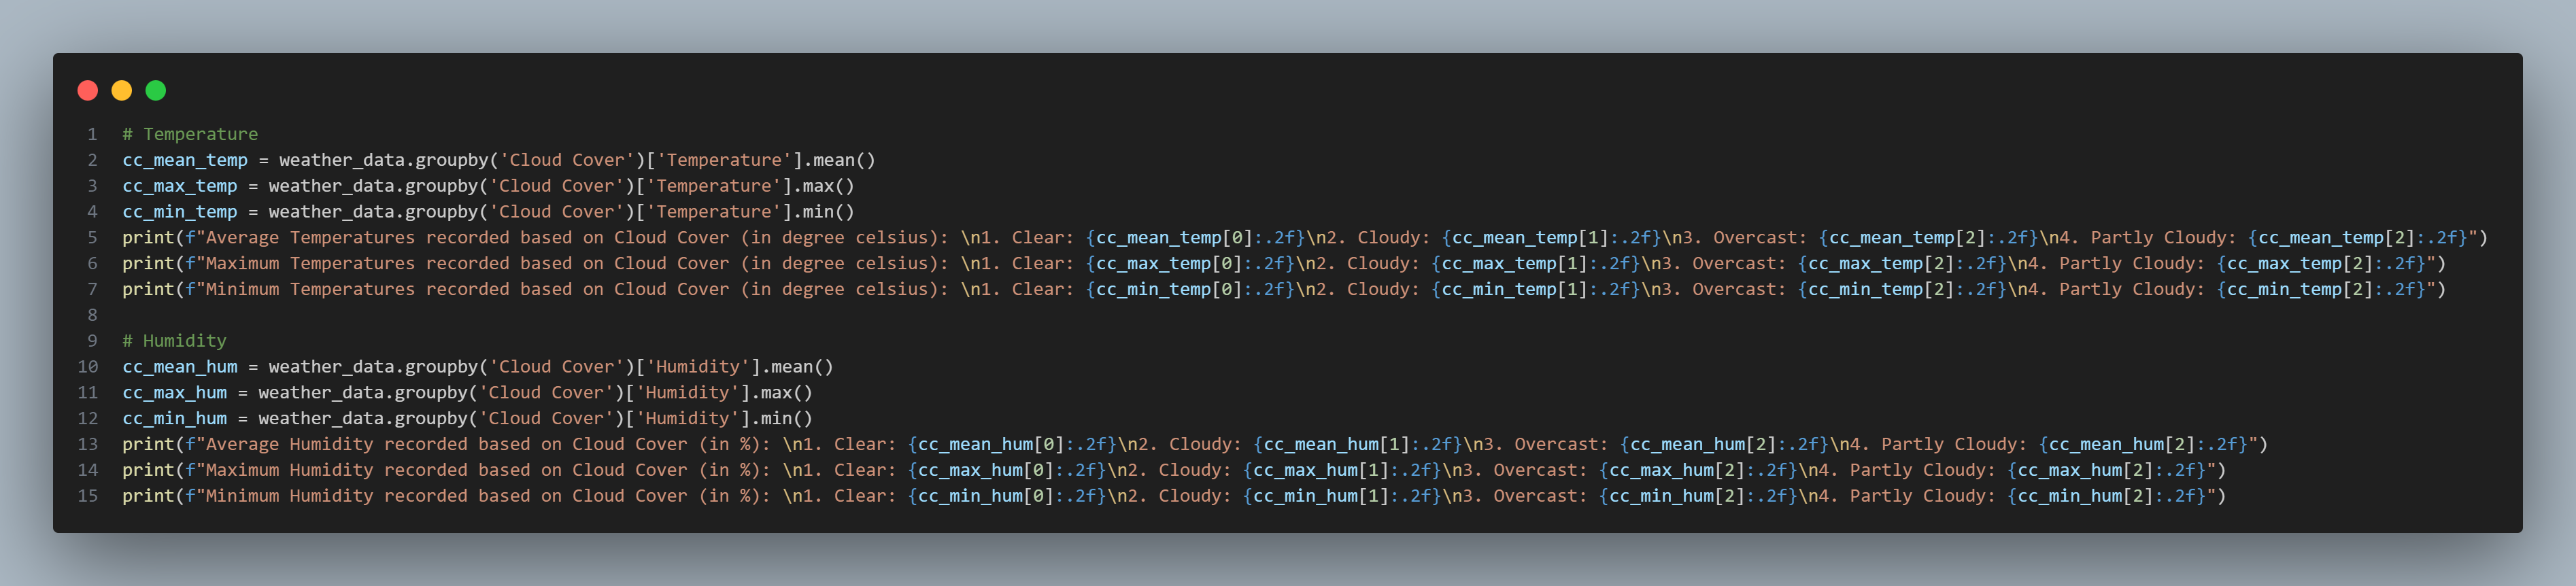 1 # Temperature
2 cc_mean_temp = weather_data.groupby('Cloud Cover')['Temperature'].mean()
3 cc_max_temp = weather_data.groupby('Cloud Cover')['Temperature'].max()
4 cc_min_temp = weather_data.groupby('Cloud Cover')['Temperature'].min()
5 print(f"Average Temperatures recorded based on Cloud Cover (in degree celsius): \n1. Clear: {cc_mean_temp[0]:.2f}\n2. Cloudy: {cc_mean_temp[1]:.2f}\n3. Overcast: {cc_mean_temp[2]:.2f}\n4. Partly Cloudy: {cc_mean_temp[2]:.2f}")
6 print(f"Maximum Temperatures recorded based on Cloud Cover (in degree celsius): \n1. Clear: {cc_max_temp[0]:.2f}\n2. Cloudy: {cc_max_temp[1]:.2f}\n3. Overcast: {cc_max_temp[2]:.2f}\n4. Partly Cloudy: {cc_max_temp[2]:.2f}")
7 print(f"Minimum Temperatures recorded based on Cloud Cover (in degree celsius): \n1. Clear: {cc_min_temp[0]:.2f}\n2. Cloudy: {cc_min_temp[1]:.2f}\n3. Overcast: {cc_min_temp[2]:.2f}\n4. Partly Cloudy: {cc_min_temp[2]:.2f}")
8
9 # Humidity
10 cc_mean_hum = weather_data.groupby('Cloud Cover')['Humidity'].mean()
11 cc_max_hum = weather_data.groupby('Cloud Cover')['Humidity'].max()
12 cc_min_hum = weather_data.groupby('Cloud Cover')['Humidity'].min()
13 print(f"Average Humidity recorded based on Cloud Cover (in %): \n1. Clear: {cc_mean_hum[0]:.2f}\n2. Cloudy: {cc_mean_hum[1]:.2f}\n3. Overcast: {cc_mean_hum[2]:.2f}\n4. Partly Cloudy: {cc_mean_hum[2]:.2f}")
14 print(f"Maximum Humidity recorded based on Cloud Cover (in %): \n1. Clear: {cc_max_hum[0]:.2f}\n2. Cloudy: {cc_max_hum[1]:.2f}\n3. Overcast: {cc_max_hum[2]:.2f}\n4. Partly Cloudy: {cc_max_hum[2]:.2f}")
15 print(f"Minimum Humidity recorded based on Cloud Cover (in %): \n1. Clear: {cc_min_hum[0]:.2f}\n2. Cloudy: {cc_min_hum[1]:.2f}\n3. Overcast: {cc_min_hum[2]:.2f}\n4. Partly Cloudy: {cc_min_hum[2]:.2f}")